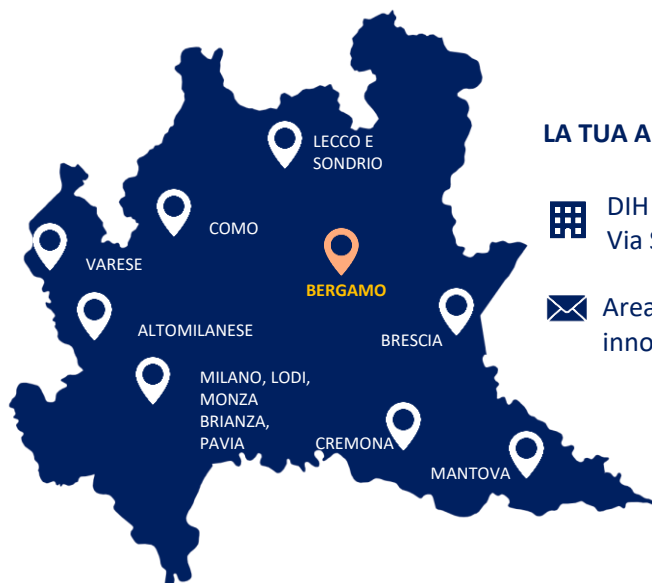 LECCO E
SONDRIO
COMO
VARESE
BERGAMO
ALTOMILANESE
BRESCIA
MILANO, LODI,
MONZA
BRIANZA,
PAVIA
CREMONA
MANTOVA
LA TUA A
DIH
Via S
Area
inno